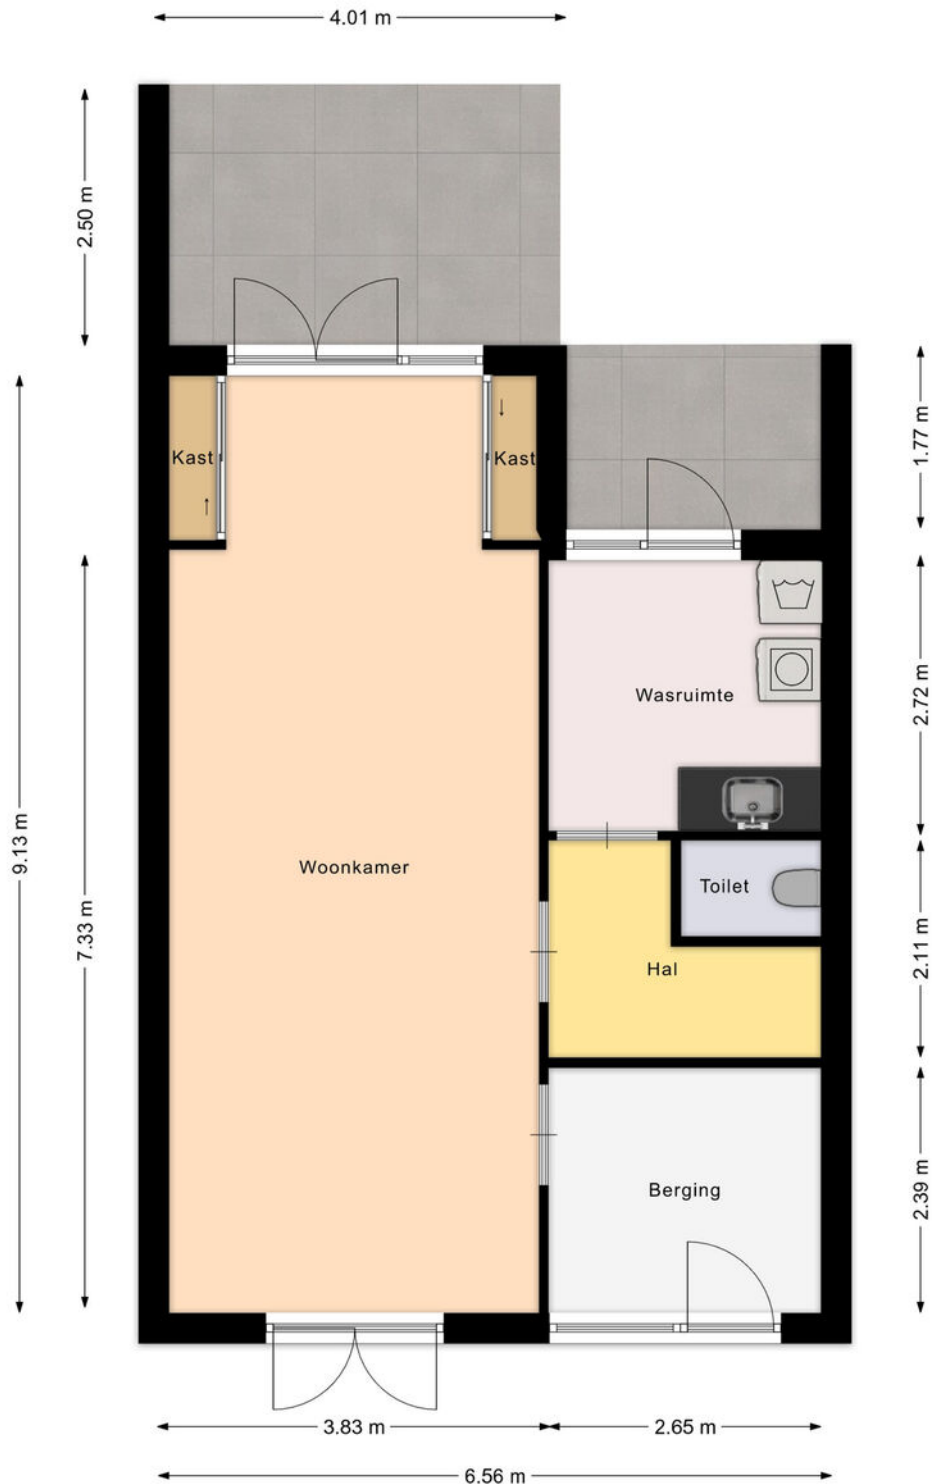 4.01 m
2.50 m
Kast
Kast
1.77 m
Wasruimte
2.72 m
9.13 m
Woonkamer
Toilet
7.33 m
Hal
2.11 m
Berging
2.39 m
3.83 m
2.65 m
6.56 m